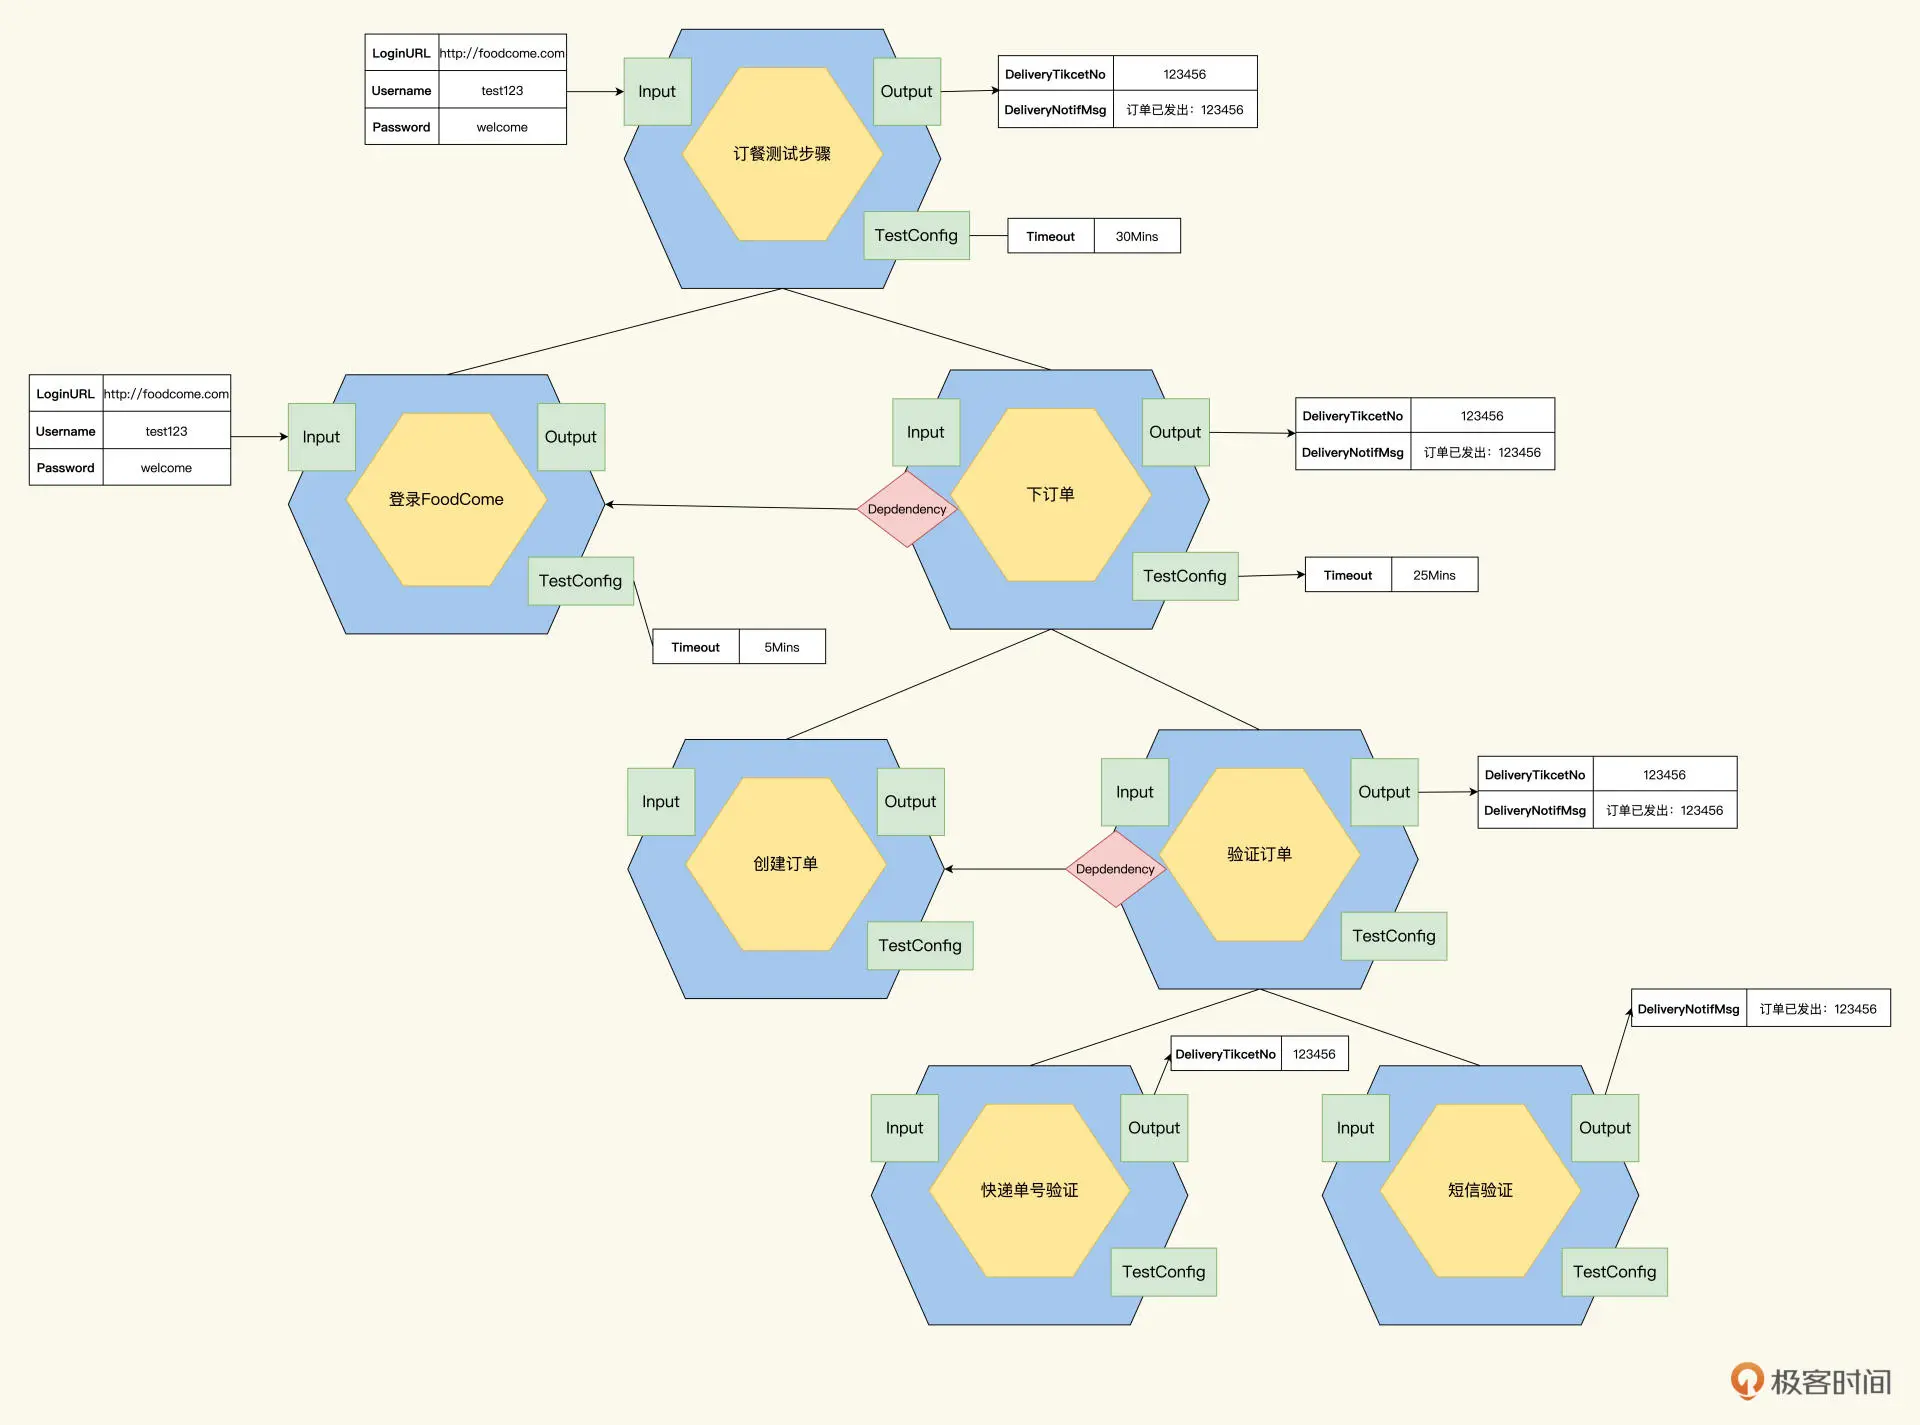 LoginURL http://foodcome.com
Username test123
Password welcome
Input
Output
DeliveryTikcetNo 123456
DeliveryNotifMsg 订单已发出：123456
订餐测试步骤
TestConfig
Timeout 30Mins
LoginURL http://foodcome.com
Username test123
Password welcome
Input
Output
登录FoodCome
TestConfig
Timeout 5Mins
Input
Output
DeliveryTikcetNo 123456
DeliveryNotifMsg 订单已发出：123456
Depdendency
下订单
TestConfig
Timeout 25Mins
Input
Output
创建订单
TestConfig
Input
Output
DeliveryTikcetNo 123456
DeliveryNotifMsg 订单已发出：123456
Depdendency
验证订单
TestConfig
DeliveryTikcetNo 123456
Input
Output
快递单号验证
TestConfig
DeliveryNotifMsg 订单已发出：123456
Input
Output
短信验证
TestConfig
极客时间